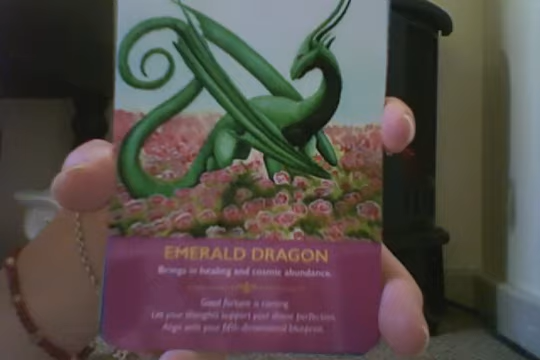 EMERALD DRAGON
Brings in healing and cosmic abundance.
Good fortune is coming.
Let your thoughts support your divine perfection.
Align with your fifth-dimensional blueprint.